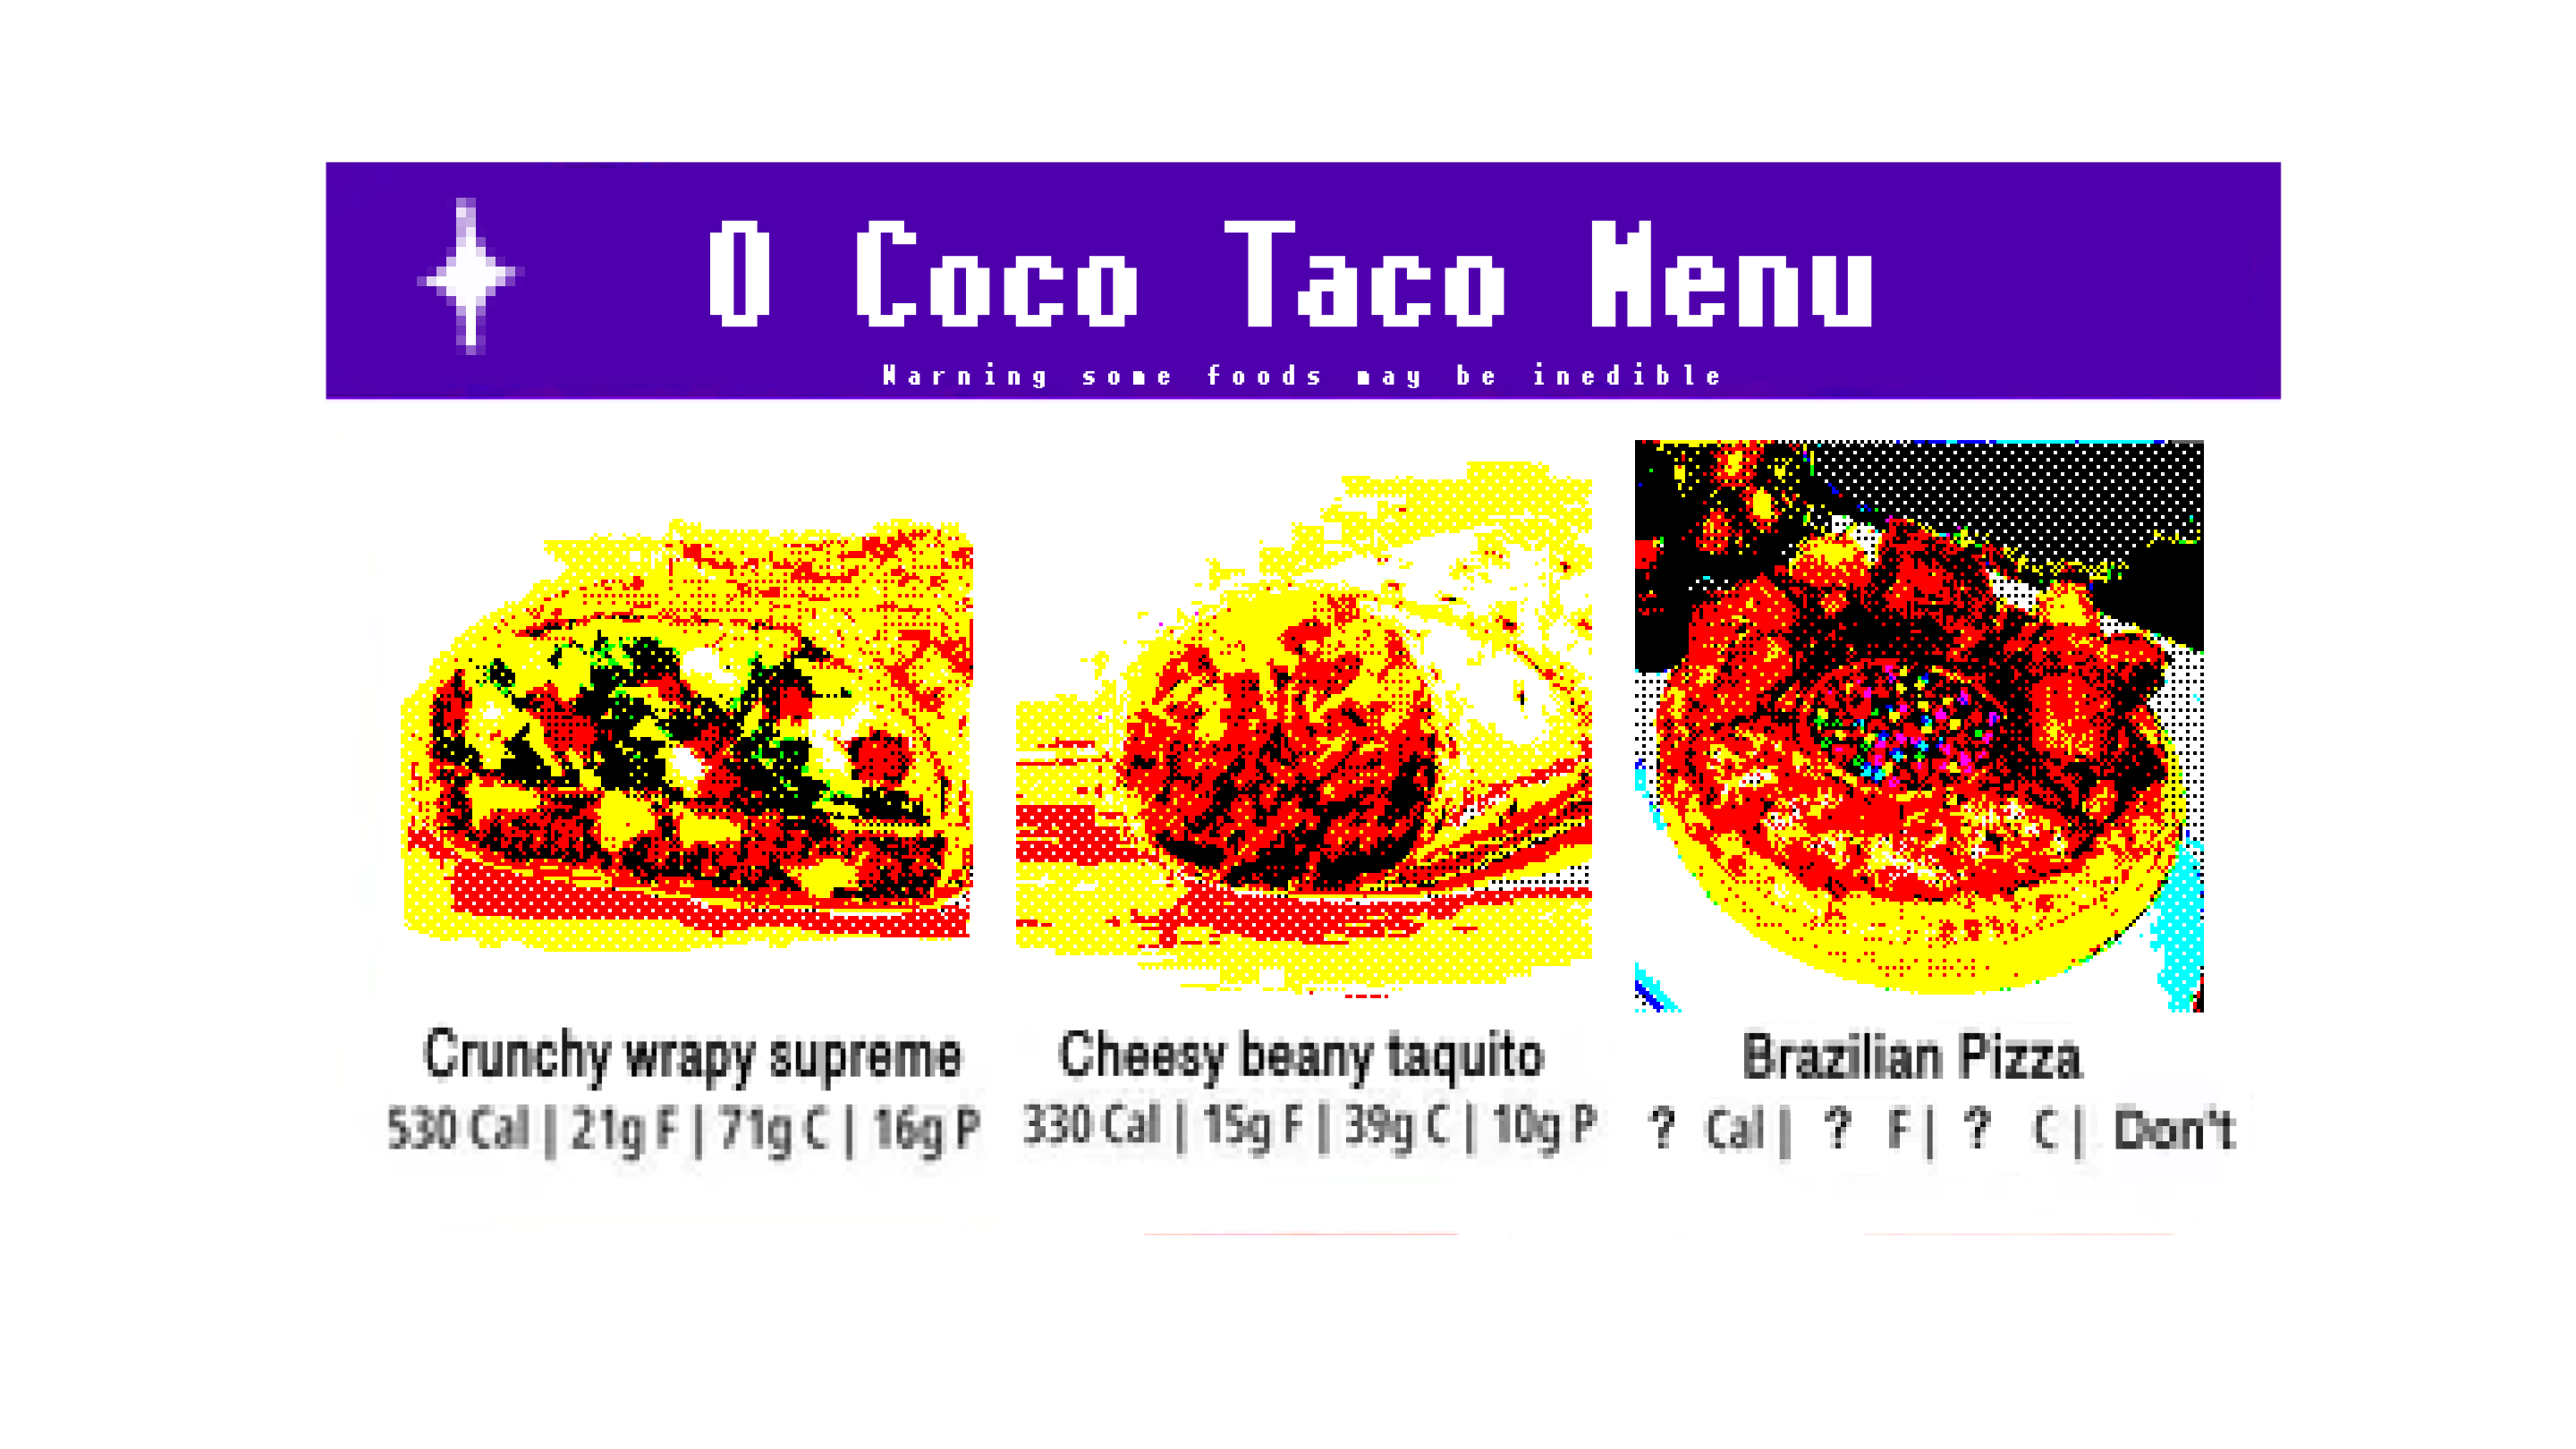 O Coco Taco Menu
Warning some foods may be inedible
Crunchy wrapy supreme
530 Cal | 21g F | 71g C | 16g P
Cheesy beany taquito
330 Cal | 15g F | 39g C | 10g P
Brazilian Pizza
? Cal | ? F | ? C | Don't